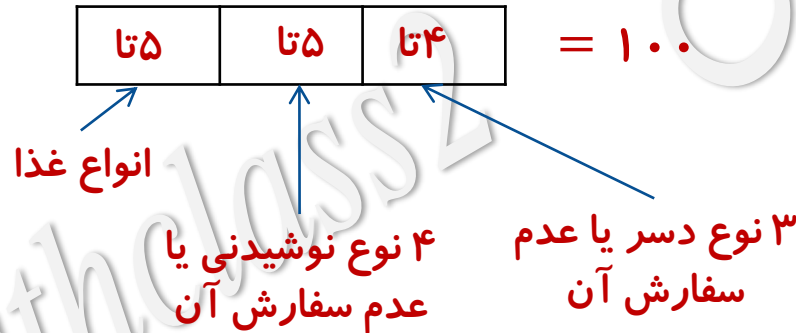 ۵تا ۵تا ۴تا = ۱۰۰
انواع غذا
۴ نوع نوشیدنی یا
عدم سفارش آن
۳ نوع دسر یا عدم
سفارش آن
thclass2